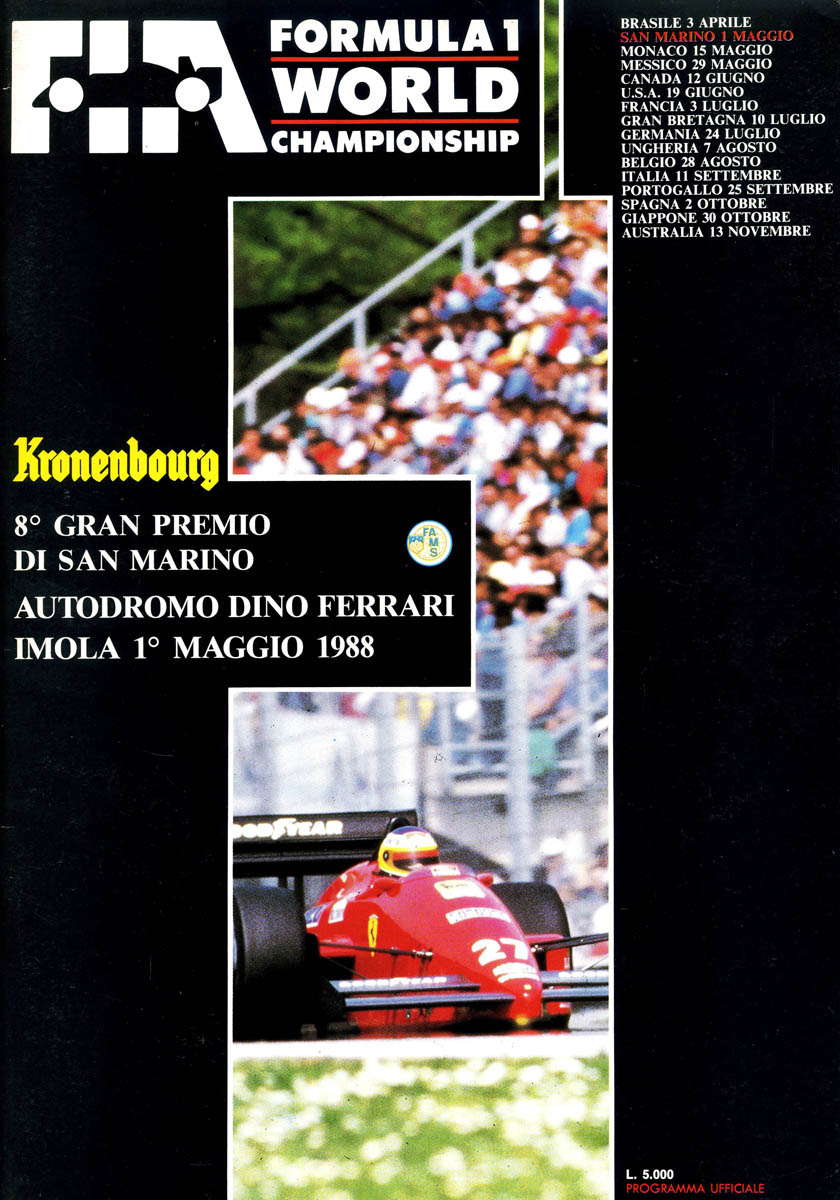 FIA
FORMULA 1
WORLD
CHAMPIONSHIP
BRASILE 3 APRILE
SAN MARINO 1 MAGGIO
MONACO 15 MAGGIO
MESSICO 29 MAGGIO
CANADA 12 GIUGNO
U.S.A. 19 GIUGNO
FRANCIA 3 LUGLIO
GRAN BRETAGNA 10 LUGLIO
GERMANIA 24 LUGLIO
UNGHERIA 7 AGOSTO
BELGIO 28 AGOSTO
ITALIA 11 SETTEMBRE
PORTOGALLO 25 SETTEMBRE
SPAGNA 2 OTTOBRE
GIAPPONE 30 OTTOBRE
AUSTRALIA 13 NOVEMBRE
Kronenbourg
8° GRAN PREMIO
DI SAN MARINO
FAMS
AUTODROMO DINO FERRARI
IMOLA 1° MAGGIO 1988
GOODYEAR
27
L. 5.000
PROGRAMMA UFFICIALE